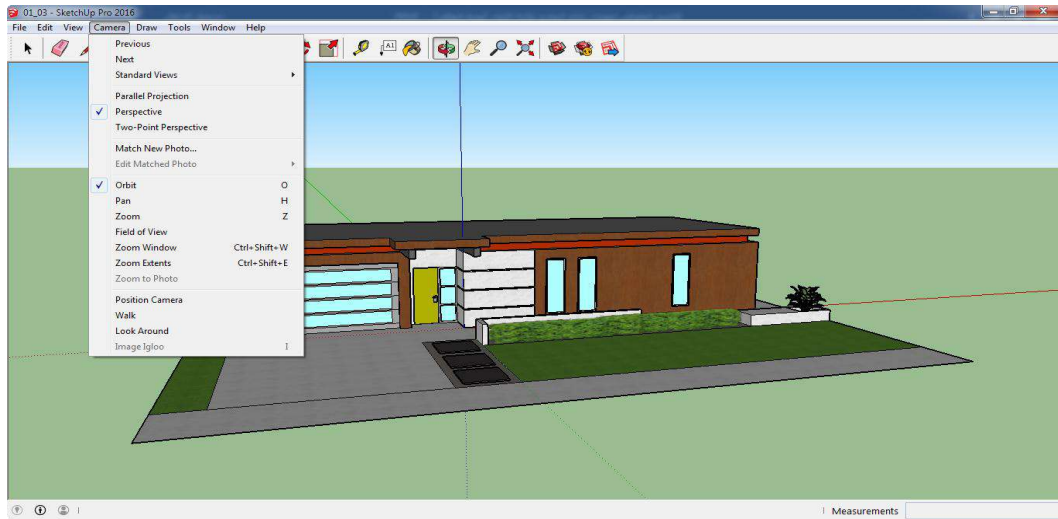 01_03 - SketchUp Pro 2016
File Edit View Camera Draw Tools Window Help
A1
Previous
Next
Standard Views
Parallel Projection
Perspective
Two-Point Perspective
Match New Photo...
Edit Matched Photo
Orbit O
Pan H
Zoom Z
Field of View
Zoom Window Ctrl+Shift+W
Zoom Extents Ctrl+Shift+E
Zoom to Photo
Position Camera
Walk
Look Around
Image Igloo I
Measurements